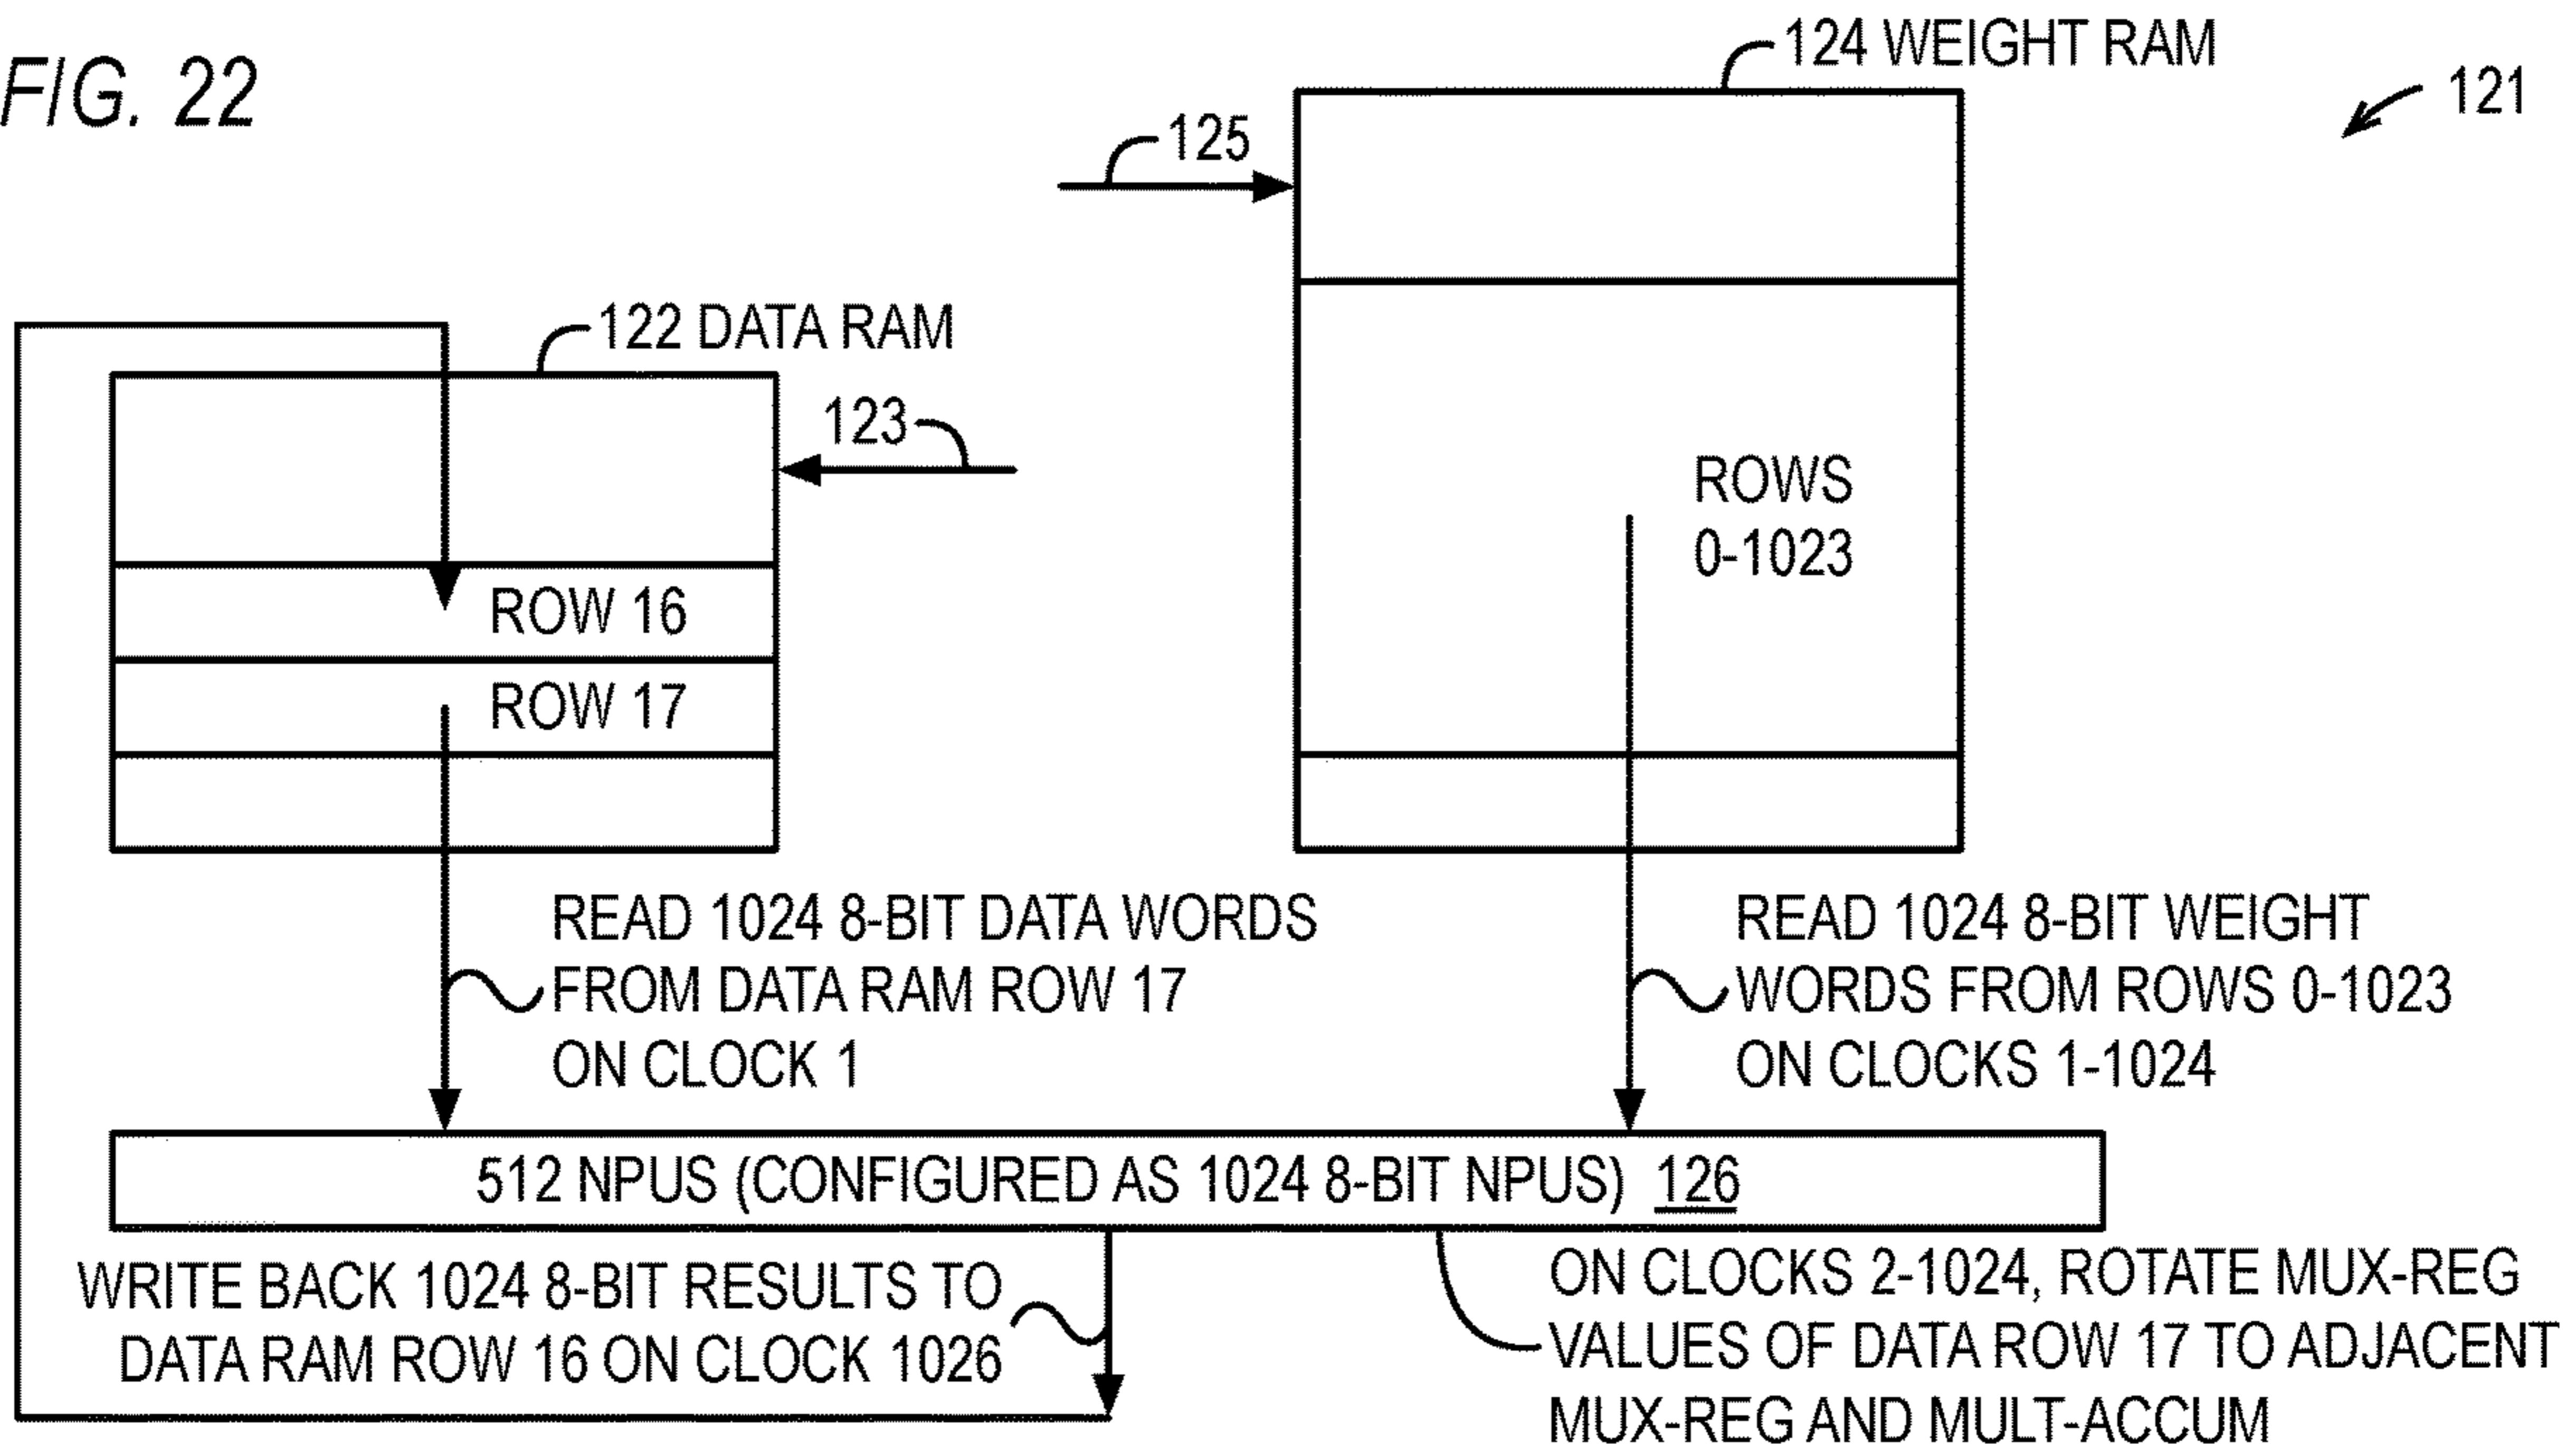 FIG. 22
124 WEIGHT RAM
121
125
122 DATA RAM
123
ROWS
0-1023
ROW 16
ROW 17
READ 1024 8-BIT DATA WORDS
FROM DATA RAM ROW 17
ON CLOCK 1
READ 1024 8-BIT WEIGHT
WORDS FROM ROWS 0-1023
ON CLOCKS 1-1024
512 NPUS (CONFIGURED AS 1024 8-BIT NPUS) 126
WRITE BACK 1024 8-BIT RESULTS TO
DATA RAM ROW 16 ON CLOCK 1026
ON CLOCKS 2-1024, ROTATE MUX-REG
VALUES OF DATA ROW 17 TO ADJACENT
MUX-REG AND MULT-ACCUM